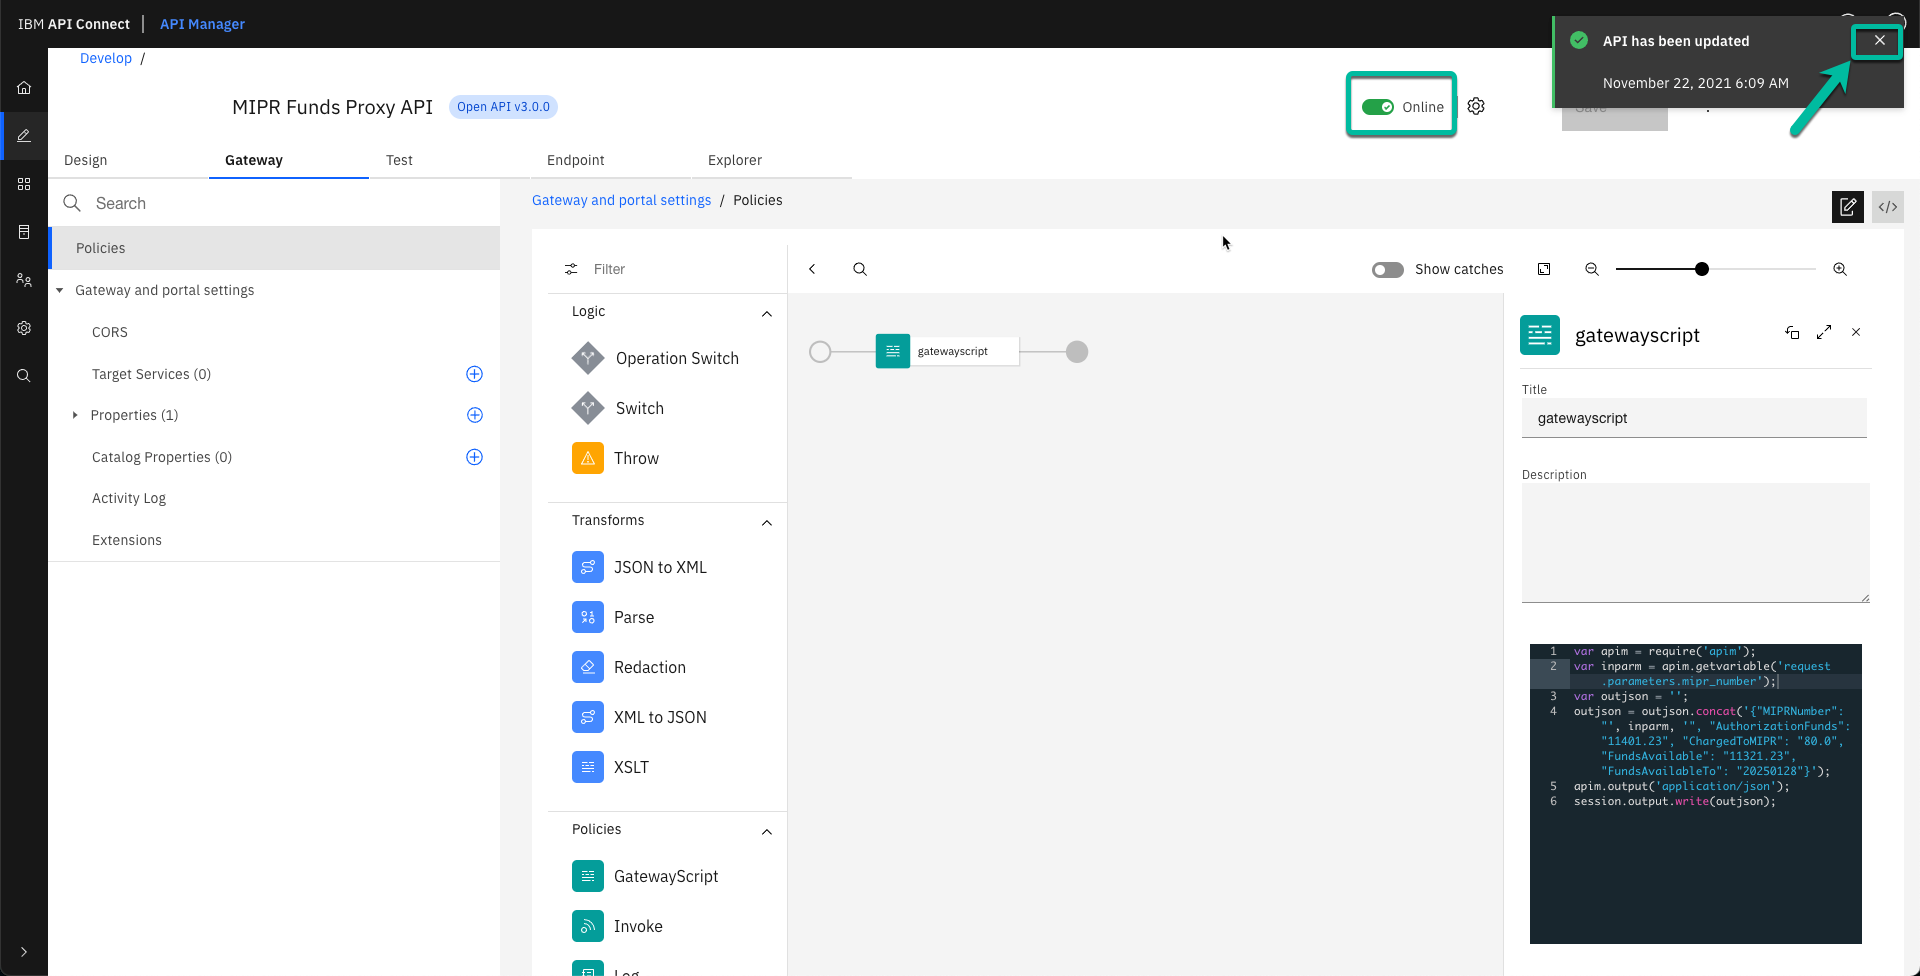 IBM API Connect | API Manager
API has been updated
November 22, 2021 6:09 AM
Develop /
MIPR Funds Proxy API
Open API v3.0.0
Online
Save
Design
Gateway
Test
Endpoint
Explorer
Search
Policies
Gateway and portal settings
CORS
Target Services (0)
Properties (1)
Catalog Properties (0)
Activity Log
Extensions
Gateway and portal settings / Policies
</>
Filter
Show catches
Logic
Operation Switch
Switch
Throw
Transforms
JSON to XML
Parse
Redaction
XML to JSON
XSLT
Policies
GatewayScript
Invoke
Log
gatewayscript
gatewayscript
Title
gatewayscript
Description
1 var apim = require('apim');
2 var inparm = apim.getvariable('request
.parameters.mipr_number');
3 var outjson = '';
4 outjson = outjson.concat('{"MIPRNumber":
"', inparm, '", "AuthorizationFunds":
"11401.23", "ChargedToMIPR": "80.0",
"FundsAvailable": "11321.23",
"FundsAvailableTo": "20250128"}');
5 apim.output('application/json');
6 session.output.write(outjson);